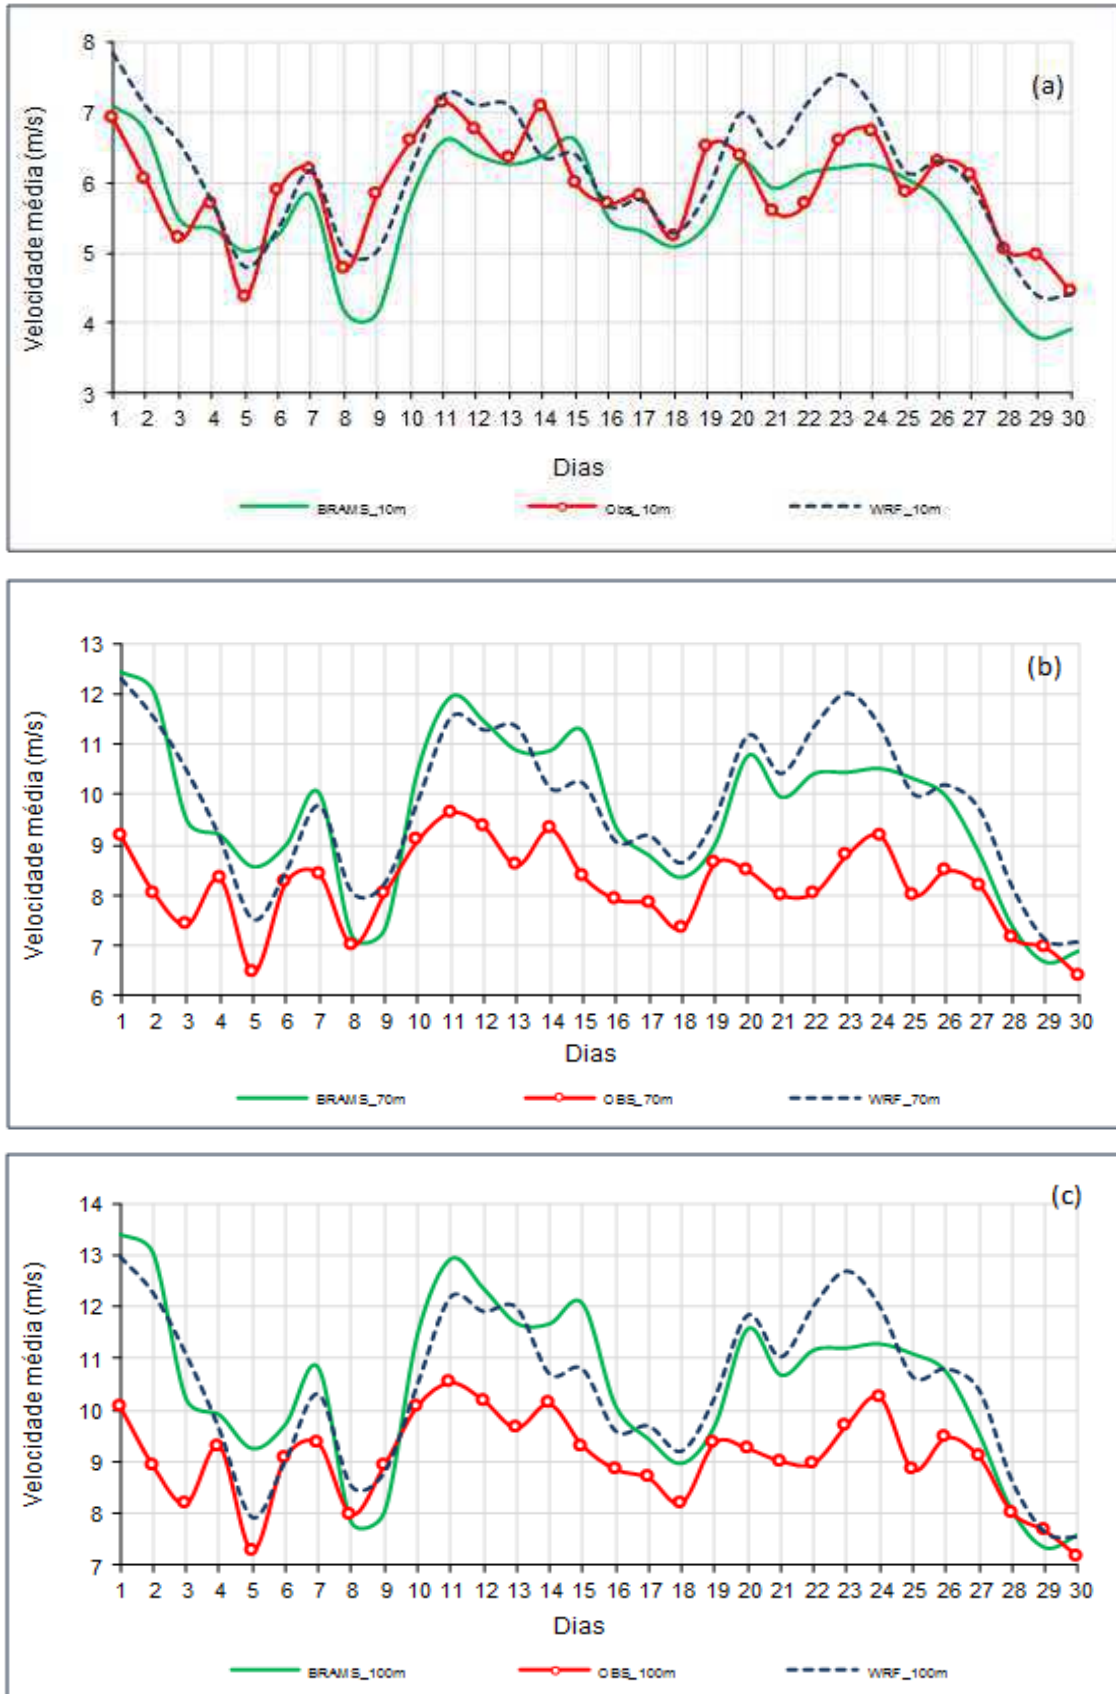 (a)
Velocidade média (m/s)
8
7
6
5
4
3
1 2 3 4 5 6 7 8 9 10 11 12 13 14 15 16 17 18 19 20 21 22 23 24 25 26 27 28 29 30
Dias
BRAMS_10m Obs_10m WRF_10m
(b)
Velocidade média (m/s)
13
12
11
10
9
8
7
6
1 2 3 4 5 6 7 8 9 10 11 12 13 14 15 16 17 18 19 20 21 22 23 24 25 26 27 28 29 30
Dias
BRAMS_70m OBS_70m WRF_70m
(c)
Velocidade média (m/s)
14
13
12
11
10
9
8
7
1 2 3 4 5 6 7 8 9 10 11 12 13 14 15 16 17 18 19 20 21 22 23 24 25 26 27 28 29 30
Dias
BRAMS_100m OBS_100m WRF_100m